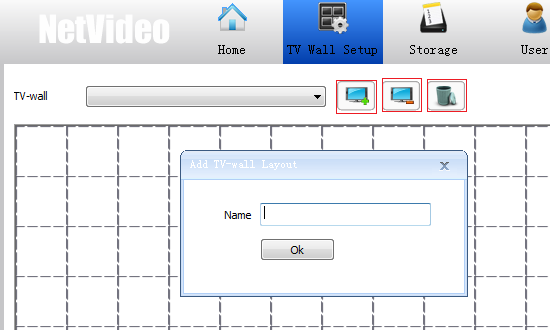 NetVideo
Home
TV Wall Setup
Storage
User
TV-wall
Add TV-wall Layout
Name
Ok